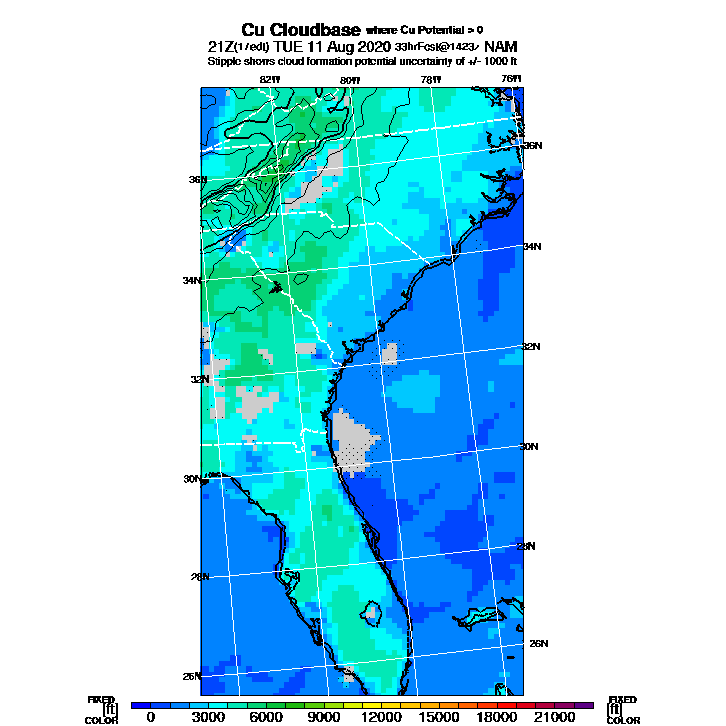 Cu Cloudbase where Cu Potential > 0
21Z(17edt) TUE 11 Aug 2020 33hrFcst@1423z NAM
Stipple shows cloud formation potential uncertainty of +/- 1000 ft
82W 80W 78W 76W
36N
36N
34N
34N
32N
32N
30N
30N
28N
28N
26N
26N
FIXED FIXED
[ft] [ft]
COLOR COLOR
0 3000 6000 9000 12000 15000 18000 21000